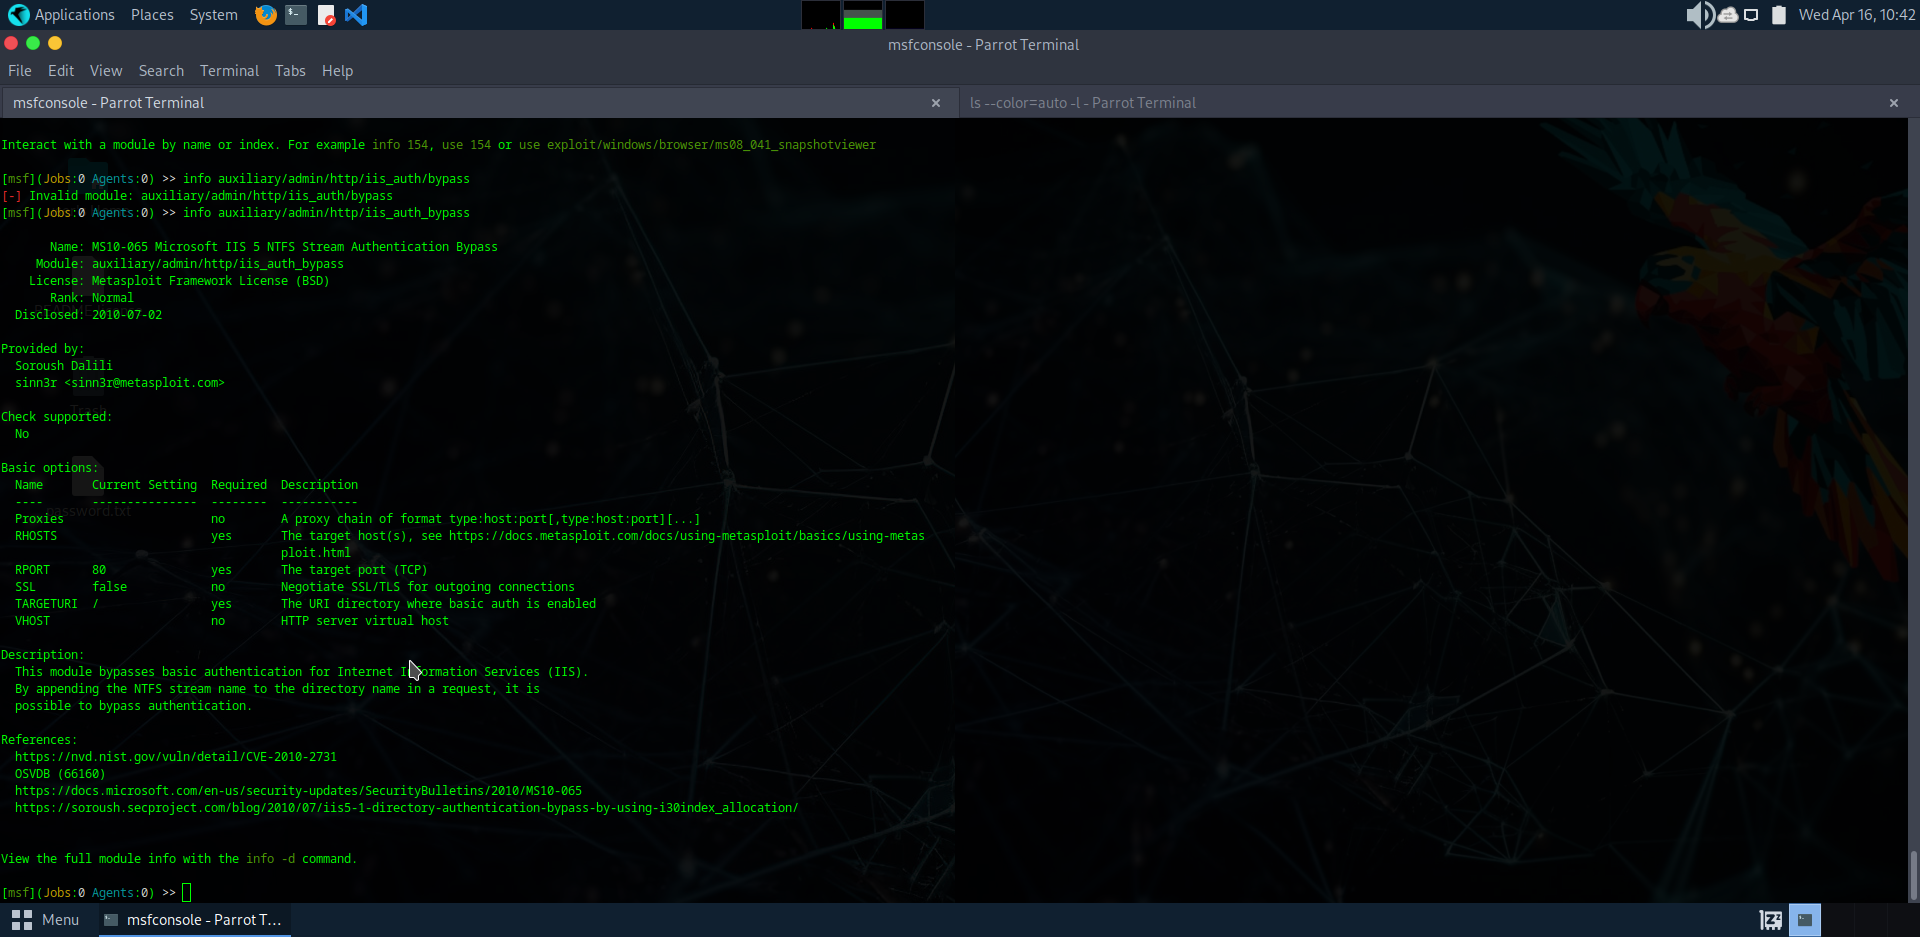 Applications Places System
Wed Apr 16, 10:42
msfconsole - Parrot Terminal
File Edit View Search Terminal Tabs Help
msfconsole - Parrot Terminal
ls --color=auto -l - Parrot Terminal
Interact with a module by name or index. For example info 154, use 154 or use exploit/windows/browser/ms08_041_snapshotviewer
[msf](Jobs:0 Agents:0) >> info auxiliary/admin/http/iis_auth/bypass
[-] Invalid module: auxiliary/admin/http/iis_auth/bypass
[msf](Jobs:0 Agents:0) >> info auxiliary/admin/http/iis_auth_bypass
Name: MS10-065 Microsoft IIS 5 NTFS Stream Authentication Bypass
Module: auxiliary/admin/http/iis_auth_bypass
License: Metasploit Framework License (BSD)
Rank: Normal
Disclosed: 2010-07-02
Provided by:
Soroush Dalili
sinn3r <sinn3r@metasploit.com>
Check supported:
No
Basic options:
Name Current Setting Required Description
---- --------------- -------- -----------
password.txt
Proxies no A proxy chain of format type:host:port[,type:host:port][...]
RHOSTS yes The target host(s), see https://docs.metasploit.com/docs/using-metasploit/basics/using-metas
ploit.html
RPORT 80 yes The target port (TCP)
SSL false no Negotiate SSL/TLS for outgoing connections
TARGETURI / yes The URI directory where basic auth is enabled
VHOST no HTTP server virtual host
Description:
This module bypasses basic authentication for Internet Information Services (IIS).
By appending the NTFS stream name to the directory name in a request, it is
possible to bypass authentication.
References:
https://nvd.nist.gov/vuln/detail/CVE-2010-2731
OSVDB (66160)
https://docs.microsoft.com/en-us/security-updates/SecurityBulletins/2010/MS10-065
https://soroush.secproject.com/blog/2010/07/iis5-1-directory-authentication-bypass-by-using-i30index_allocation/
View the full module info with the info -d command.
[msf](Jobs:0 Agents:0) >>
Menu msfconsole - Parrot T...